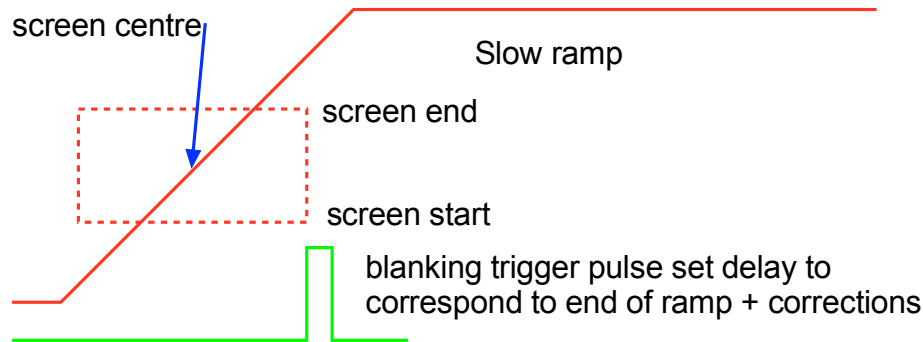 screen centre
Slow ramp
screen end
screen start
blanking trigger pulse set delay to
correspond to end of ramp + corrections